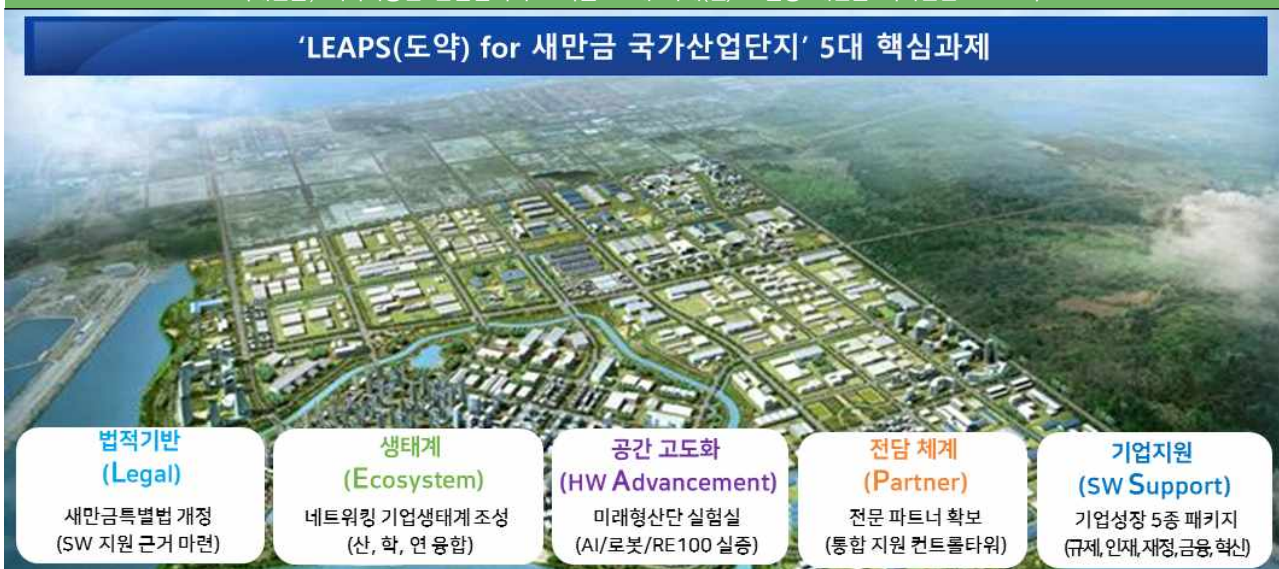 'LEAPS(도약) for 새만금 국가산업단지' 5대 핵심과제
법적기반
(Legal)
새만금특별법 개정
(SW 지원 근거 마련)
생태계
(Ecosystem)
네트워킹 기업생태계 조성
(산, 학, 연 융합)
공간 고도화
(HW Advancement)
미래형산단 실험실
(AI/로봇/RE100 실증)
전담 체계
(Partner)
전문 파트너 확보
(통합 지원 컨트롤타워)
기업지원
(SW Support)
기업성장 5종 패키지
(규제,인재,재정,금융,혁신)